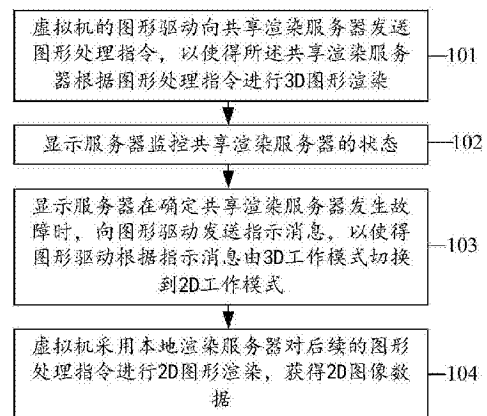 虚拟机的图形驱动向共享渲染服务器发送
图形处理指令，以使得所述共享渲染服务
器根据图形处理指令进行3D图形渲染
101
显示服务器监控共享渲染服务器的状态
102
显示服务器在确定共享渲染服务器发生故
障时，向图形驱动发送指示消息，以使得
图形驱动根据指示消息由3D工作模式切换
到2D工作模式
103
虚拟机采用本地渲染服务器对后续的图形
处理指令进行2D图形渲染，获得2D图像数
据
104